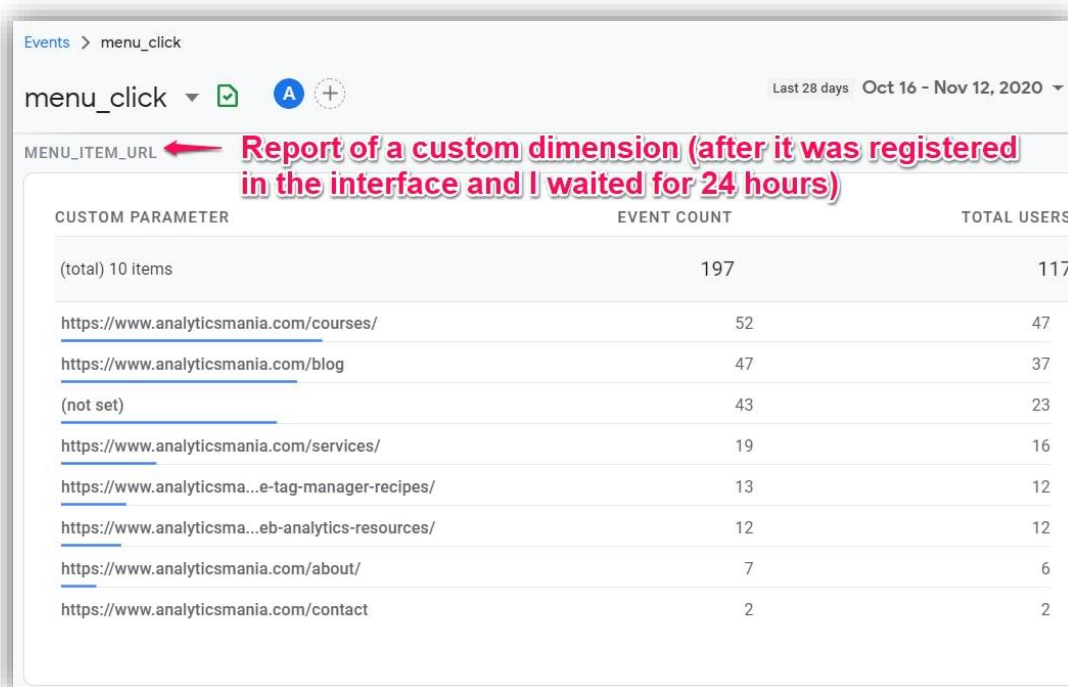 Events > menu_click
menu_click A +
Last 28 days Oct 16 - Nov 12, 2020
MENU_ITEM_URL Report of a custom dimension (after it was registered
in the interface and I waited for 24 hours)
CUSTOM PARAMETER EVENT COUNT TOTAL USERS
(total) 10 items 197 117
https://www.analyticsmania.com/courses/ 52 47
https://www.analyticsmania.com/blog 47 37
(not set) 43 23
https://www.analyticsmania.com/services/ 19 16
https://www.analyticsma...e-tag-manager-recipes/ 13 12
https://www.analyticsma...eb-analytics-resources/ 12 12
https://www.analyticsmania.com/about/ 7 6
https://www.analyticsmania.com/contact 2 2